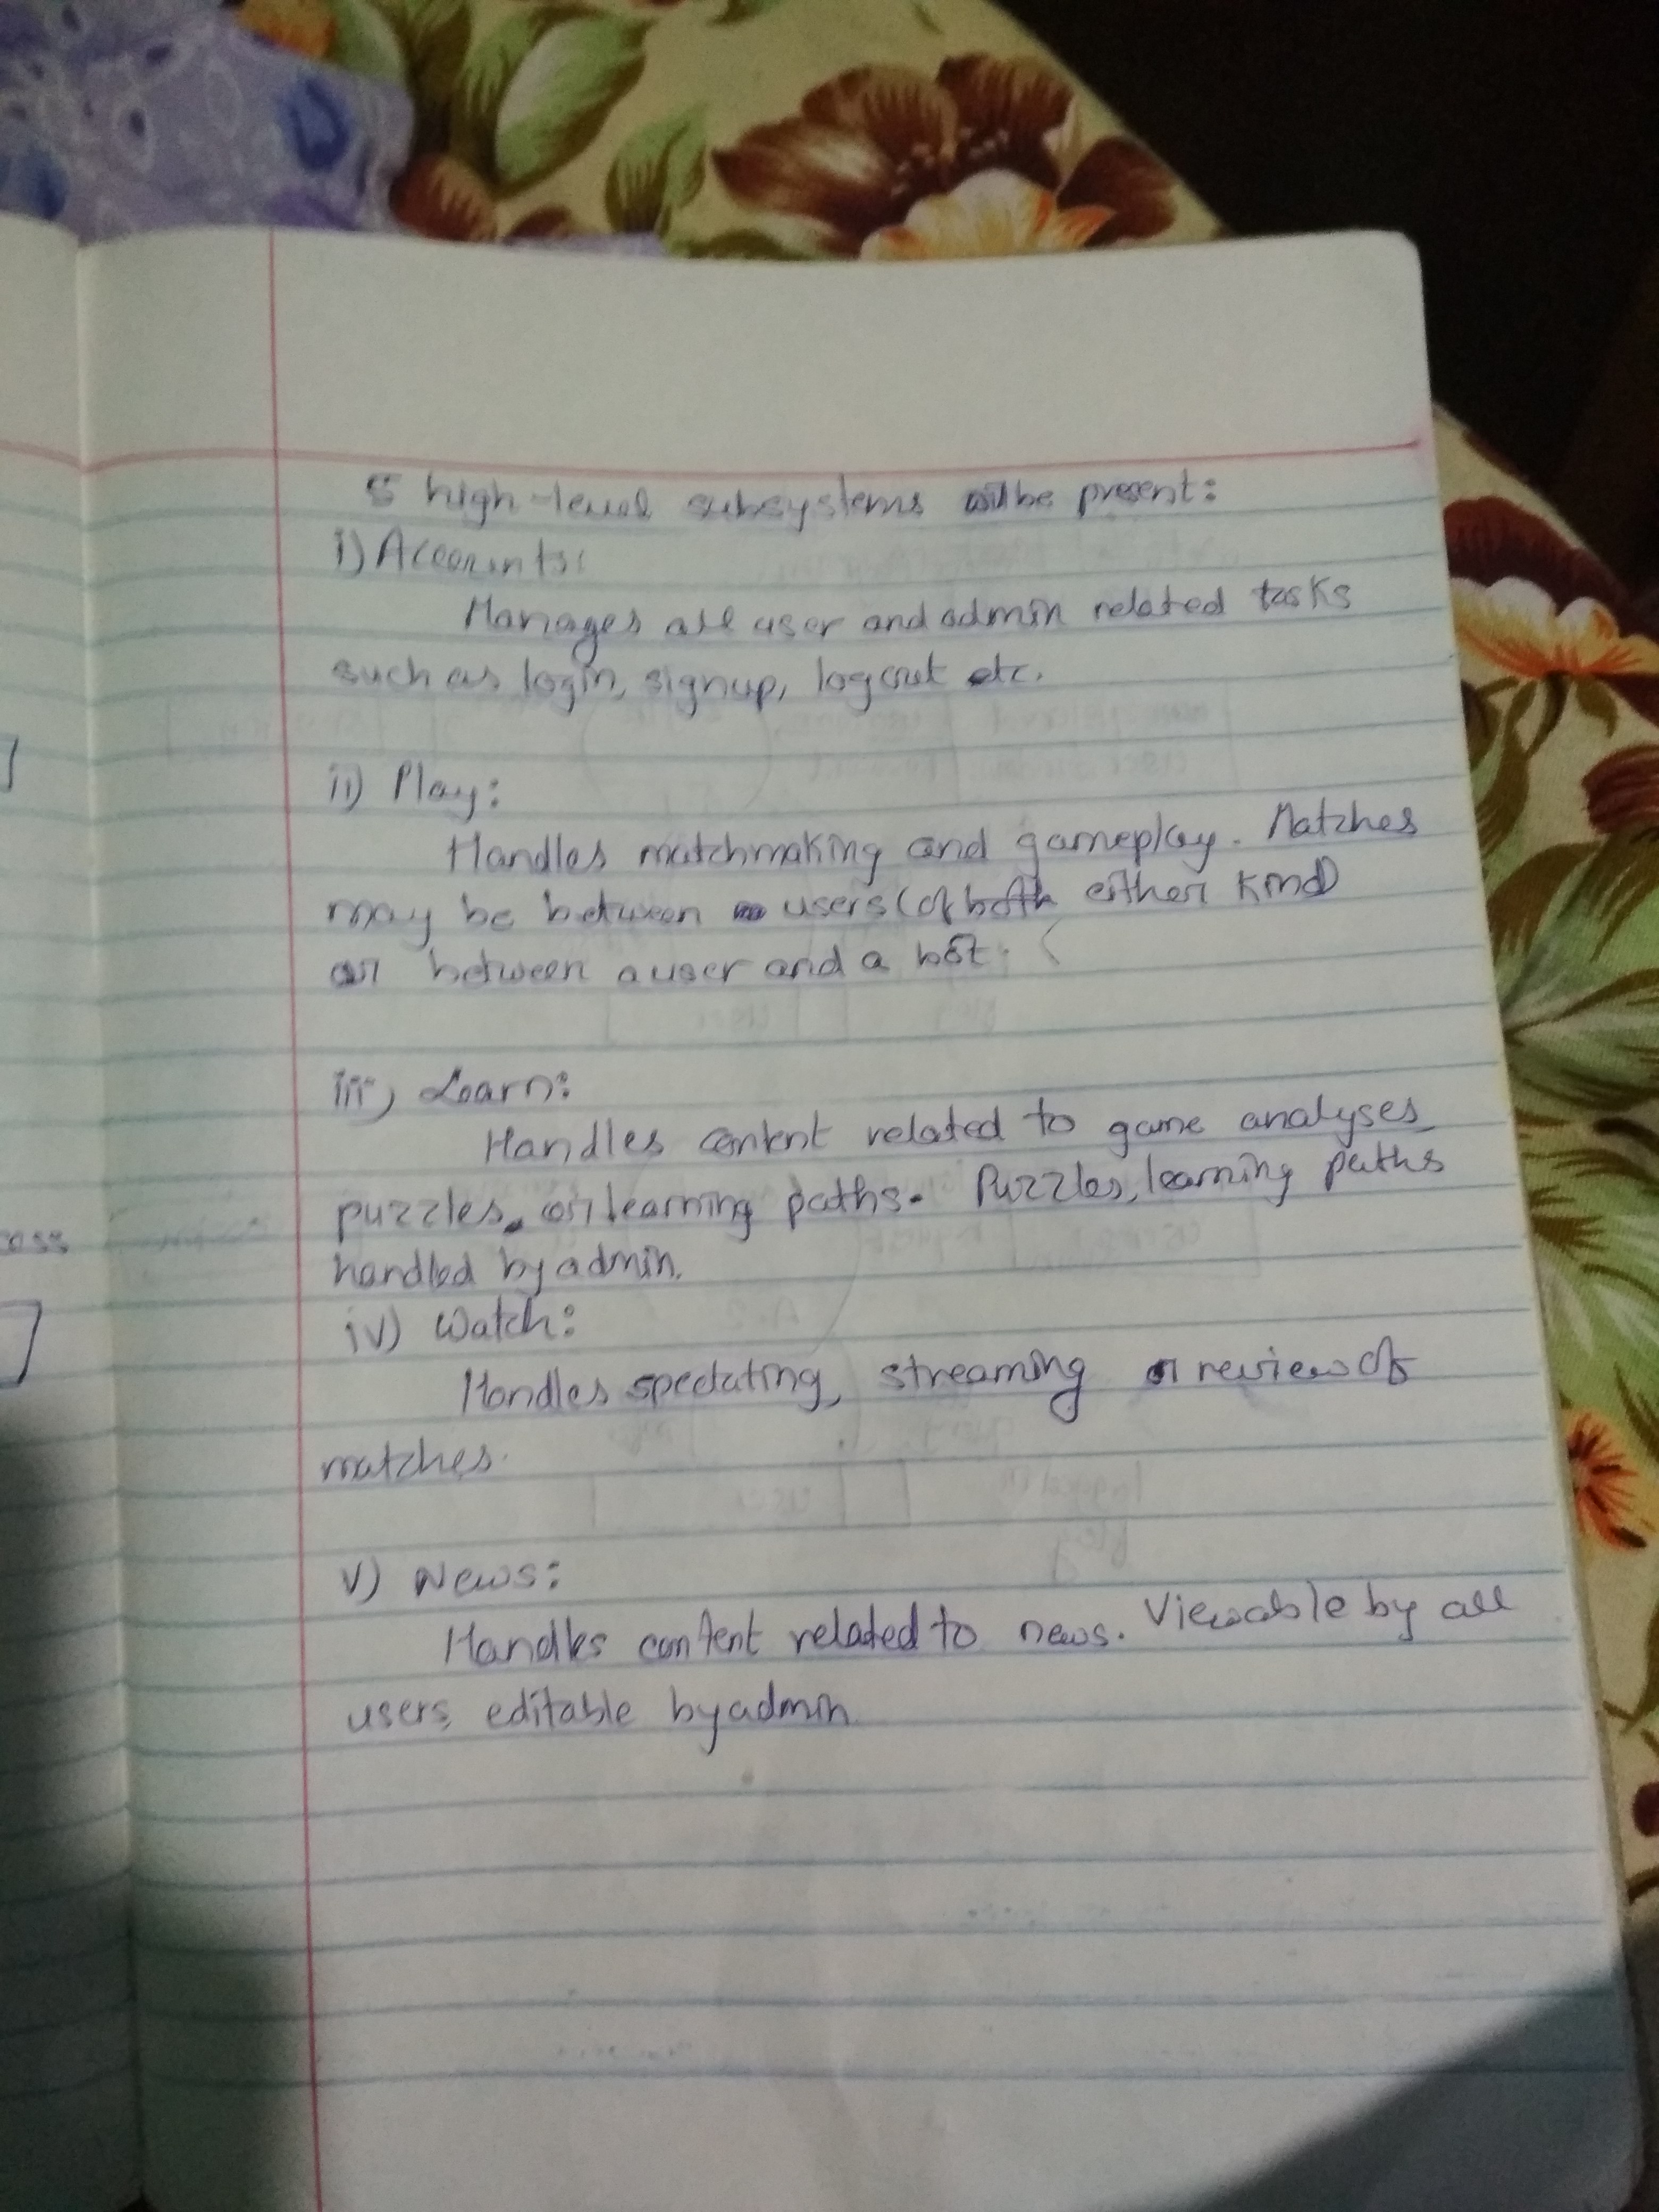 5 high-level subsystems will be present:
i) Accounts:
Manages all user and admin related tasks
such as login, signup, logout etc.
ii) Play:
Handles matchmaking and gameplay. Matches
may be between users (of both either kind)
or between a user and a bot.
iii) Learn:
Handles content related to game analyses,
puzzles, or learning paths. Puzzles, learning paths
handled by admin.
iv) Watch:
Handles spectating, streaming or review of
matches.
v) News:
Handles content related to news. Viewable by all
users, editable by admin